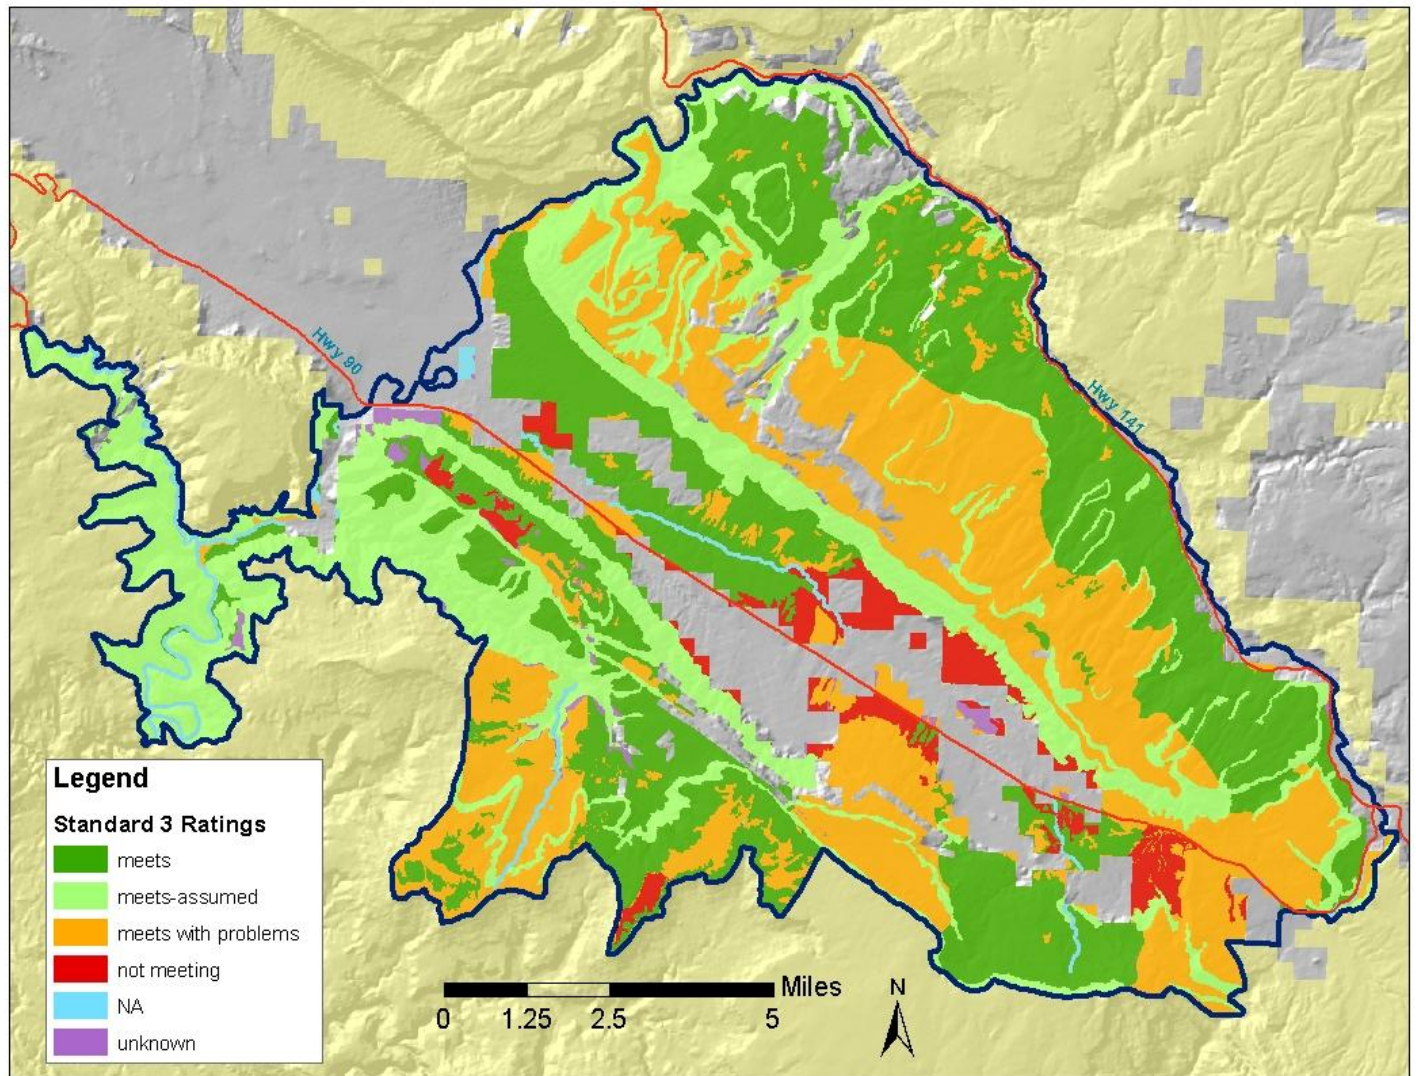 Hwy 90
Hwy 141
Legend
Standard 3 Ratings
meets
meets-assumed
meets with problems
not meeting
NA
unknown
Miles
0 1.25 2.5 5
N